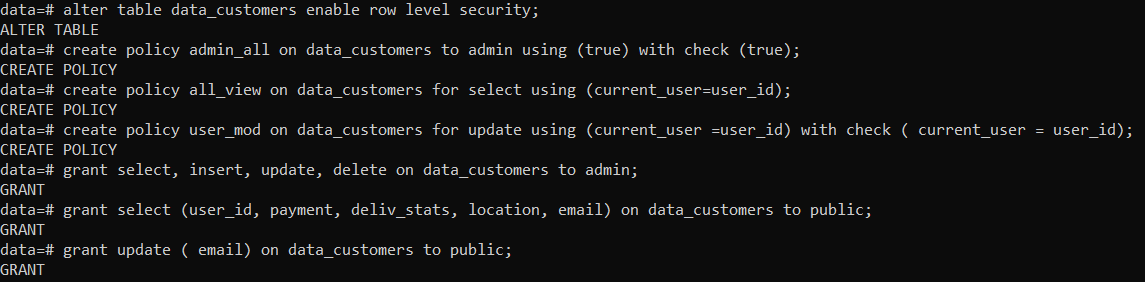 data=# alter table data_customers enable row level security;
ALTER TABLE
data=# create policy admin_all on data_customers to admin using (true) with check (true);
CREATE POLICY
data=# create policy all_view on data_customers for select using (current_user=user_id);
CREATE POLICY
data=# create policy user_mod on data_customers for update using (current_user =user_id) with check ( current_user = user_id);
CREATE POLICY
data=# grant select, insert, update, delete on data_customers to admin;
GRANT
data=# grant select (user_id, payment, deliv_stats, location, email) on data_customers to public;
GRANT
data=# grant update ( email) on data_customers to public;
GRANT